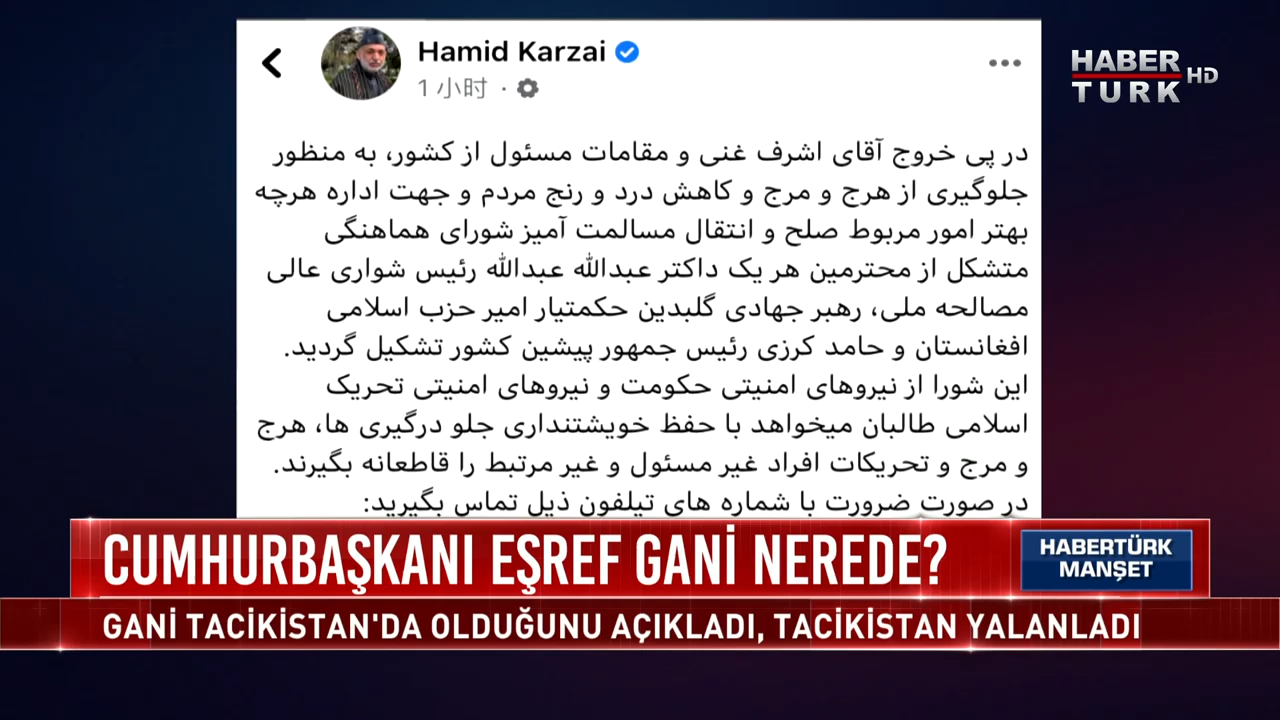 Hamid Karzai
1 小时 ·
HABER
TURK HD
در پی خروج آقای اشرف غنی و مقامات مسئول از کشور، به منظور
جلوگیری از هرج و مرج و کاهش درد و رنج مردم و جهت اداره هرچه
بهتر امور مربوط صلح و انتقال مسالمت آمیز شورای هماهنگی
متشکل از محترمین هر یک داکتر عبدالله عبدالله رئیس شواری عالی
مصالحه ملی، رهبر جهادی گلبدین حکمتیار امیر حزب اسلامی
افغانستان و حامد کرزی رئیس جمهور پیشین کشور تشکیل گردید.
این شورا از نیروهای امنیتی حکومت و نیروهای امنیتی تحریک
اسلامی طالبان میخواهد با حفظ خویشتنداری جلو درگیری ها، هرج
و مرج و تحریکات افراد غیر مسئول و غیر مرتبط را قاطعانه بگیرند.
در صورت ضرورت با شماره های تیلفون ذیل تماس بگیرید:
CUMHURBAŞKANI EŞREF GANİ NEREDE?
HABERTÜRK
MANŞET
GANİ TACİKİSTAN'DA OLDUĞUNU AÇIKLADI, TACİKİSTAN YALANLADI